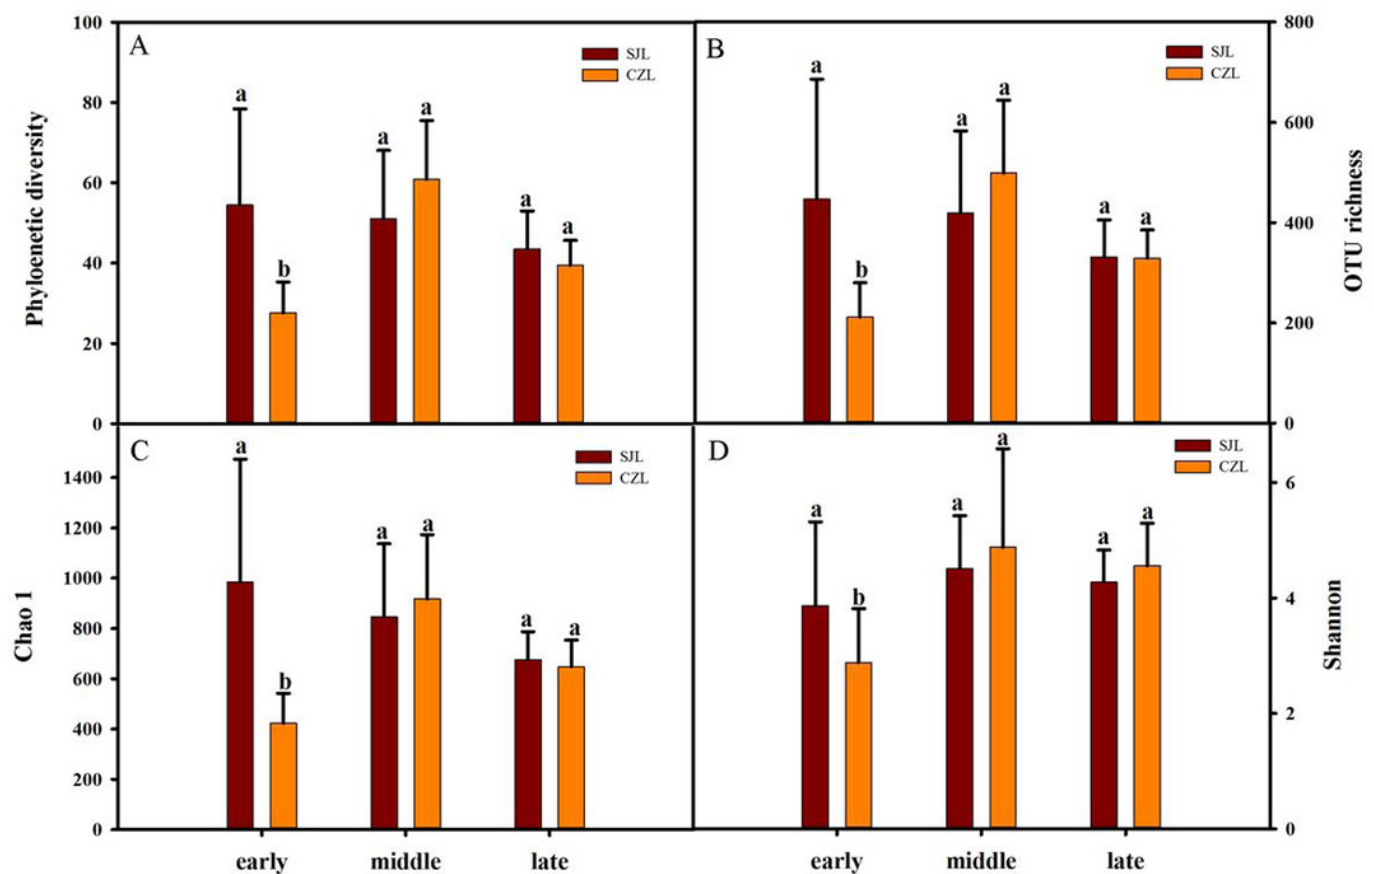 A
SJL
CZL
Phyloenetic diversity
100
80
60
40
20
0
a
b
a
a
a
a
B
SJL
CZL
OTU richness
800
600
400
200
0
a
b
a
a
a
a
C
SJL
CZL
Chao 1
1400
1200
1000
800
600
400
200
0
a
b
a
a
a
a
early
middle
late
D
SJL
CZL
Shannon
6
4
2
0
a
b
a
a
a
a
early
middle
late